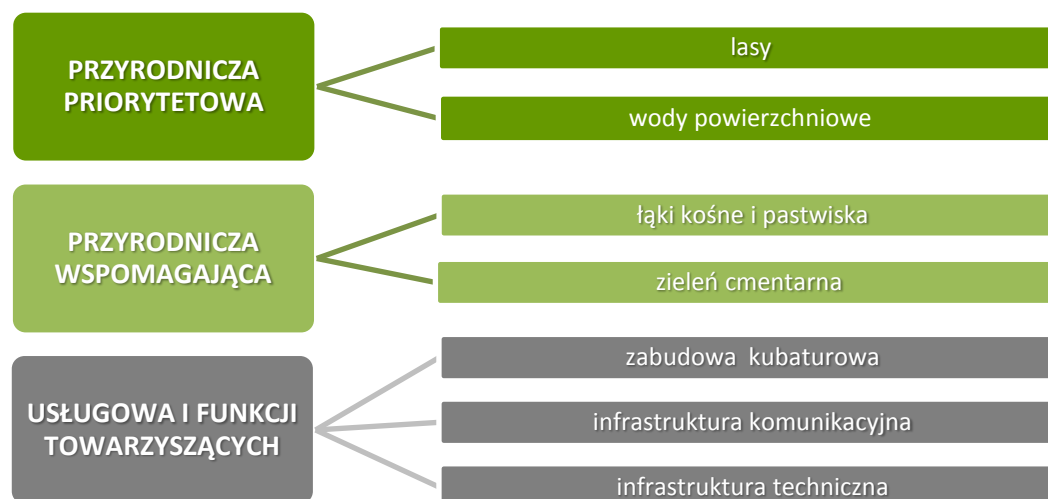 PRZYRODNICZA
PRIORYTETOWA
lasy
wody powierzchniowe
PRZYRODNICZA
WSPOMAGAJĄCA
łąki kośne i pastwiska
zieleń cmentarna
USŁUGOWA I FUNKCJI
TOWARZYSZĄCYCH
zabudowa kubaturowa
infrastruktura komunikacyjna
infrastruktura techniczna